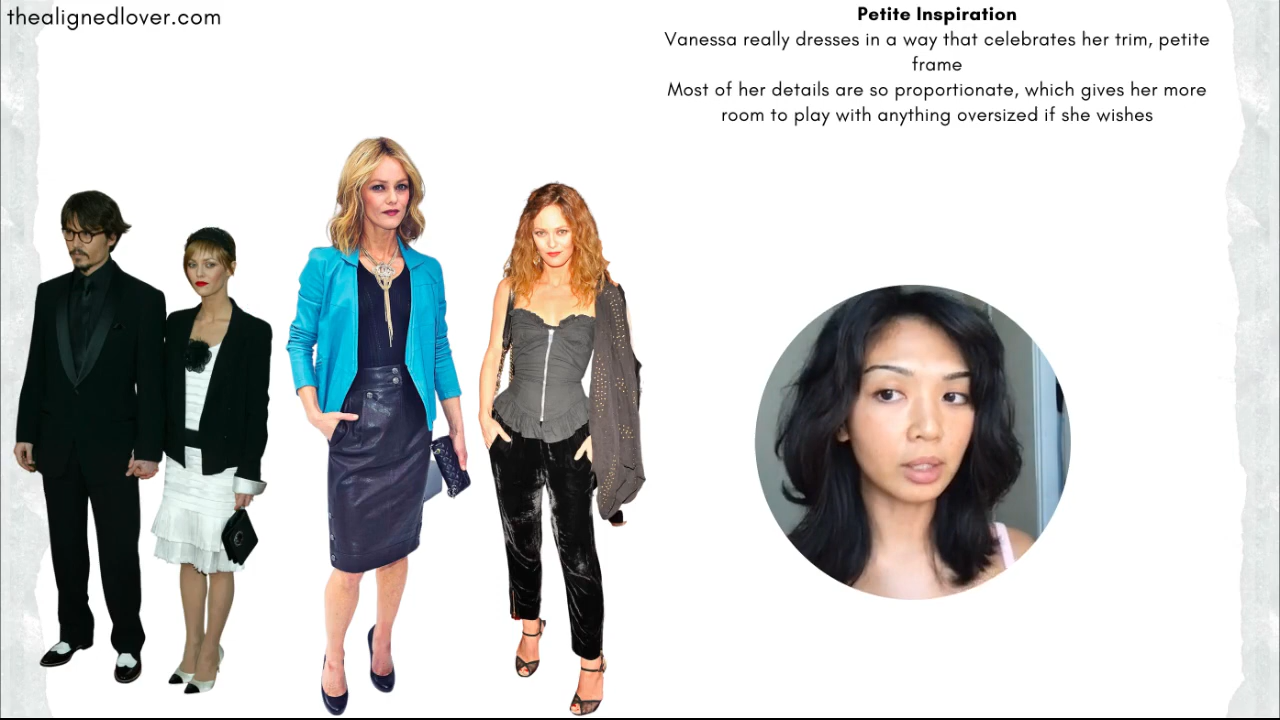 thealignedlover.com
Petite Inspiration
Vanessa really dresses in a way that celebrates her trim, petite
frame
Most of her details are so proportionate, which gives her more
room to play with anything oversized if she wishes